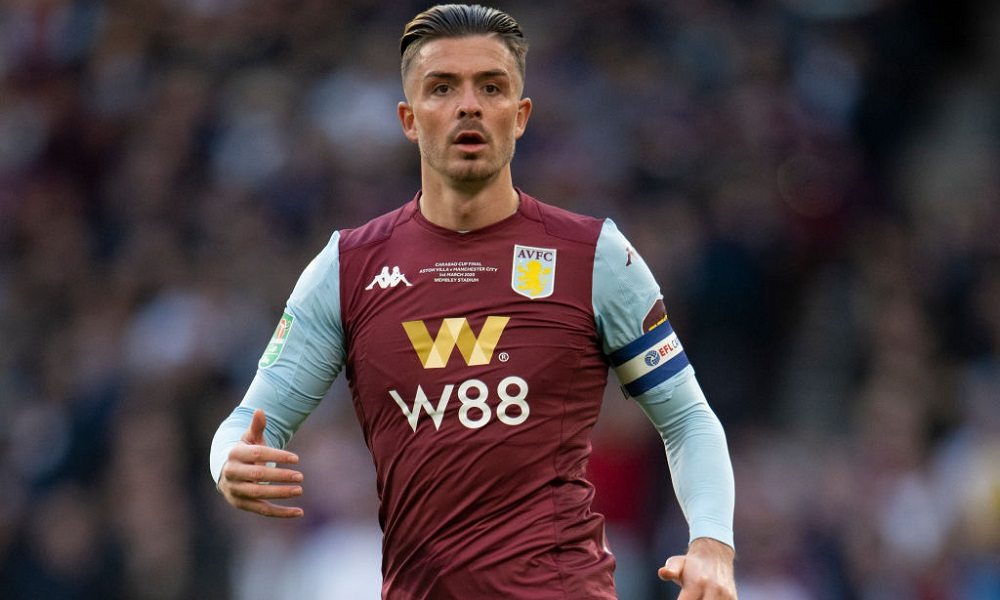 CARABAO CUP FINAL
ASTON VILLA v MANCHESTER CITY
1st MARCH 2020
WEMBLEY STADIUM
AVFC
W
®
W88
EFL